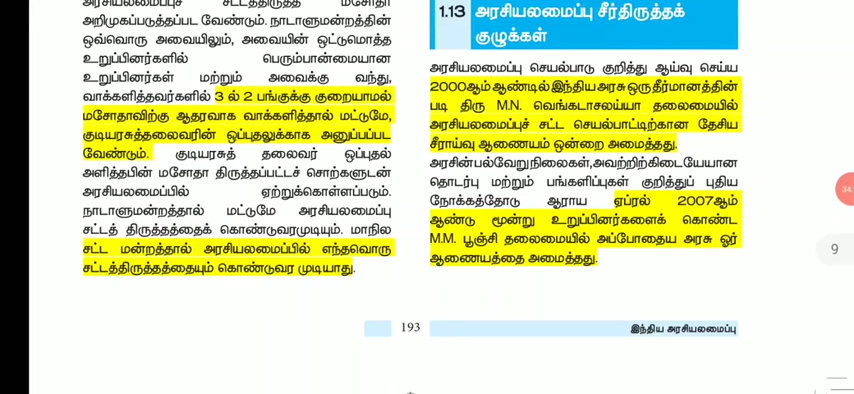 அரசியலமைப்புச் சட்டத்திருத்த மசோதா
அறிமுகப்படுத்தப்பட வேண்டும். நாடாளுமன்றத்தின்
ஒவ்வொரு அவையிலும், அவையின் ஒட்டுமொத்த
உறுப்பினர்களில் பெரும்பான்மையான
உறுப்பினர்கள் மற்றும் அவைக்கு வந்து,
வாக்களித்தவர்களில் 3 ல் 2 பங்குக்கு குறையாமல்
மசோதாவிற்கு ஆதரவாக வாக்களித்தால் மட்டுமே,
குடியரசுத்தலைவரின் ஒப்புதலுக்காக அனுப்பப்பட
வேண்டும். குடியரசுத் தலைவர் ஒப்புதல்
அளித்தபின் மசோதா திருத்தப்பட்டச் சொற்களுடன்
அரசியலமைப்பில் ஏற்றுக்கொள்ளப்படும்.
நாடாளுமன்றத்தால் மட்டுமே அரசியலமைப்பு
சட்டத் திருத்தத்தைக் கொண்டுவரமுடியும். மாநில
சட்ட மன்றத்தால் அரசியலமைப்பில் எந்தவொரு
சட்டத்திருத்தத்தையும் கொண்டுவர முடியாது.
1.13 அரசியலமைப்பு சீர்திருத்தக்
குழுக்கள்
அரசியலமைப்பு செயல்பாடு குறித்து ஆய்வு செய்ய
2000ஆம் ஆண்டில் இந்திய அரசு ஒரு தீர்மானத்தின்
படி திரு M.N. வெங்கடாசலய்யா தலைமையில்
அரசியலமைப்புச் சட்ட செயல்பாட்டிற்கான தேசிய
சீராய்வு ஆணையம் ஒன்றை அமைத்தது.
அரசின் பல்வேறு நிலைகள், அவற்றிற்கிடையேயான
தொடர்பு மற்றும் பங்களிப்புகள் குறித்துப் புதிய
நோக்கத்தோடு ஆராய ஏப்ரல் 2007ஆம்
ஆண்டு மூன்று உறுப்பினர்களைக் கொண்ட
M.M. பூஞ்சி தலைமையில் அப்போதைய அரசு ஓர்
ஆணையத்தை அமைத்தது.
193
இந்திய அரசியலமைப்பு
34:
9